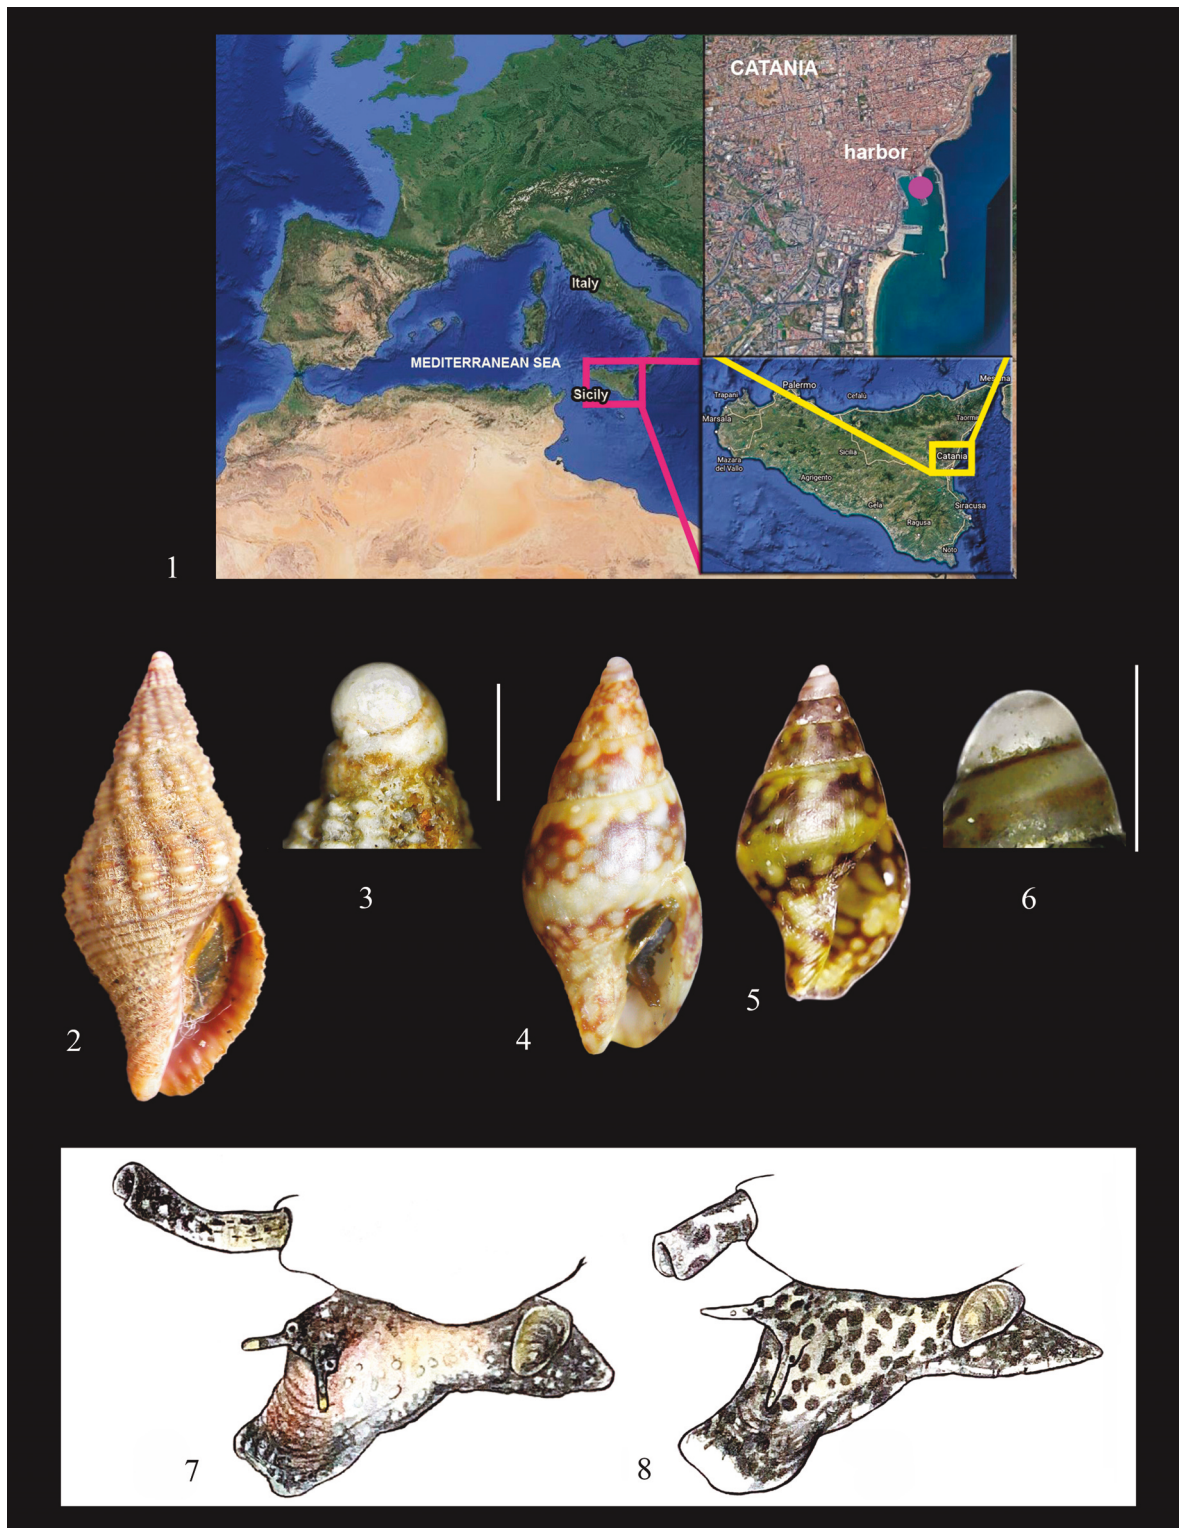 CATANIA
harbor
Italy
MEDITERRANEAN SEA
Sicily
Palermo
Trapani
Cefalù
Marsala
Taormi
Sicilia
Catania
Mazara
del Vallo
Agrigento
Gela
Siracusa
Ragusa
Noto
1
2
3
4
5
6
7
8